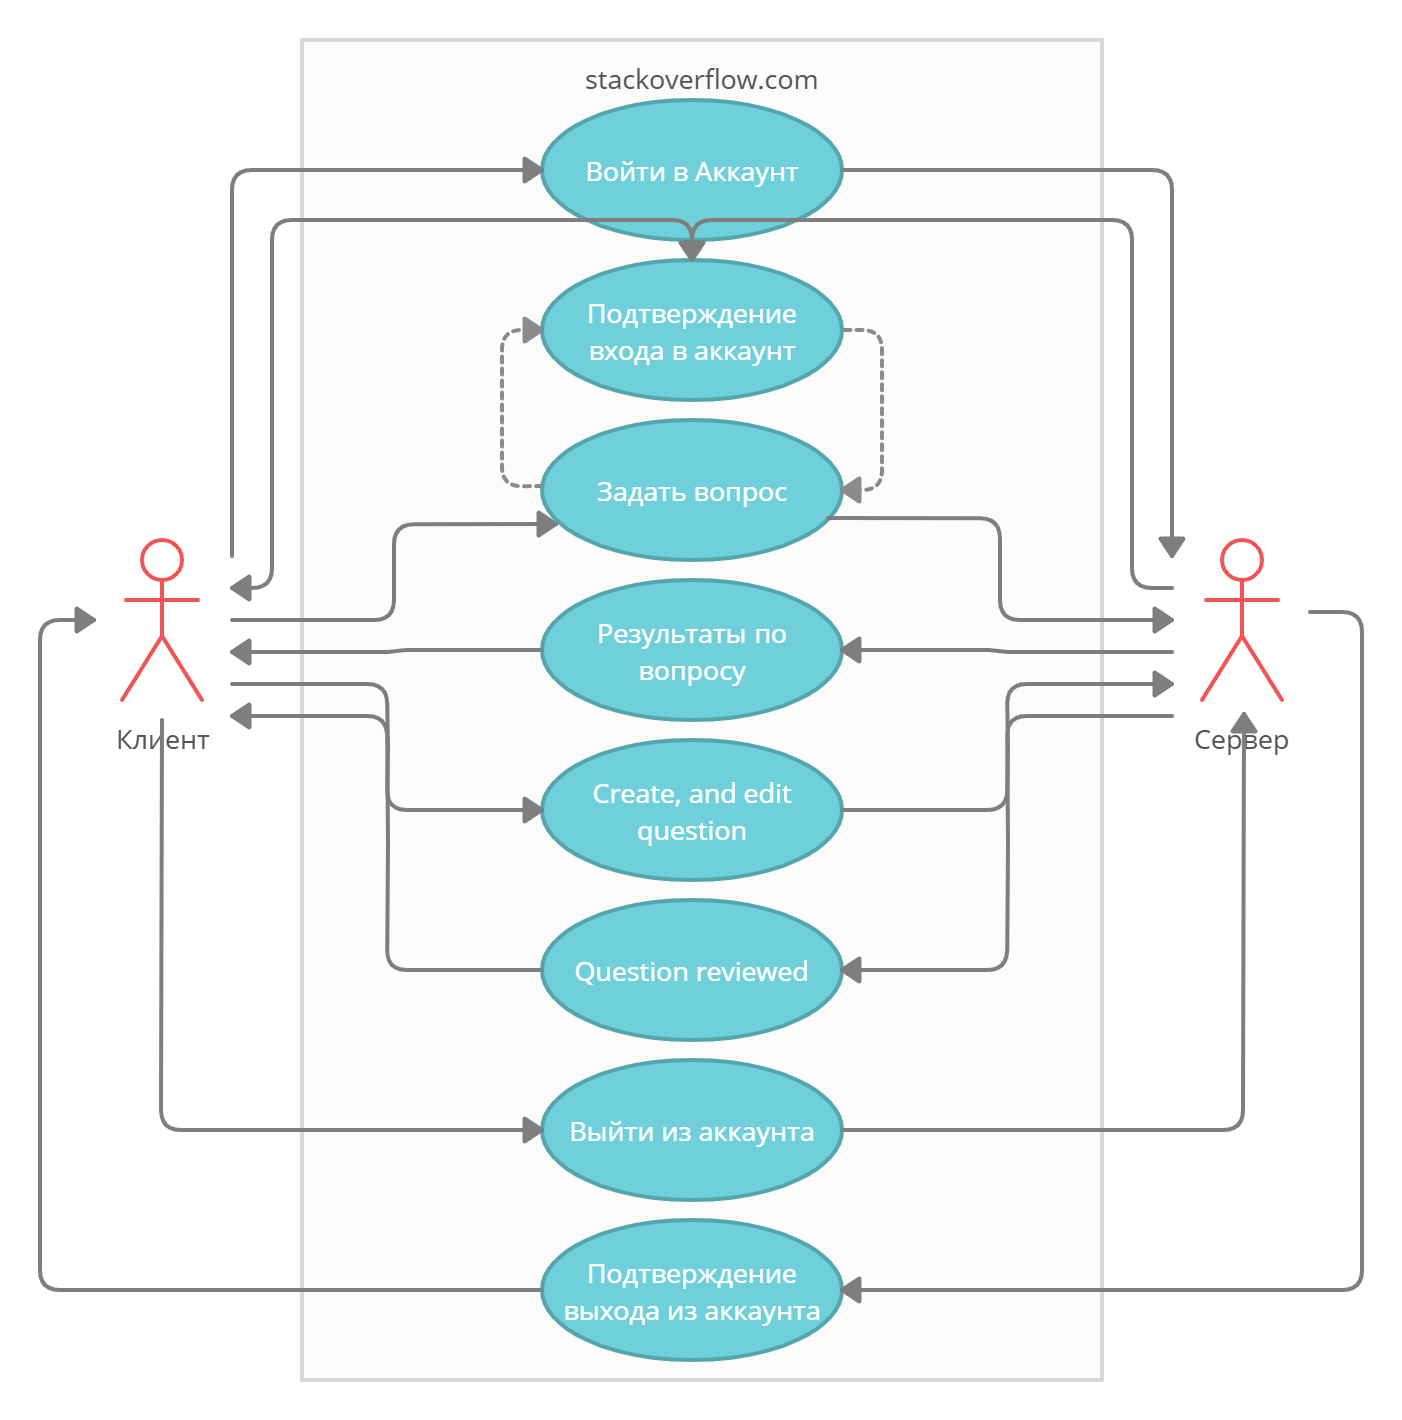 stackoverflow.com
Войти в Аккаунт
Подтверждение
входа в аккаунт
Задать вопрос
Результаты по
вопросу
Клиент
Сервер
Create, and edit
question
Question reviewed
Выйти из аккаунта
Подтверждение
выхода из аккаунта